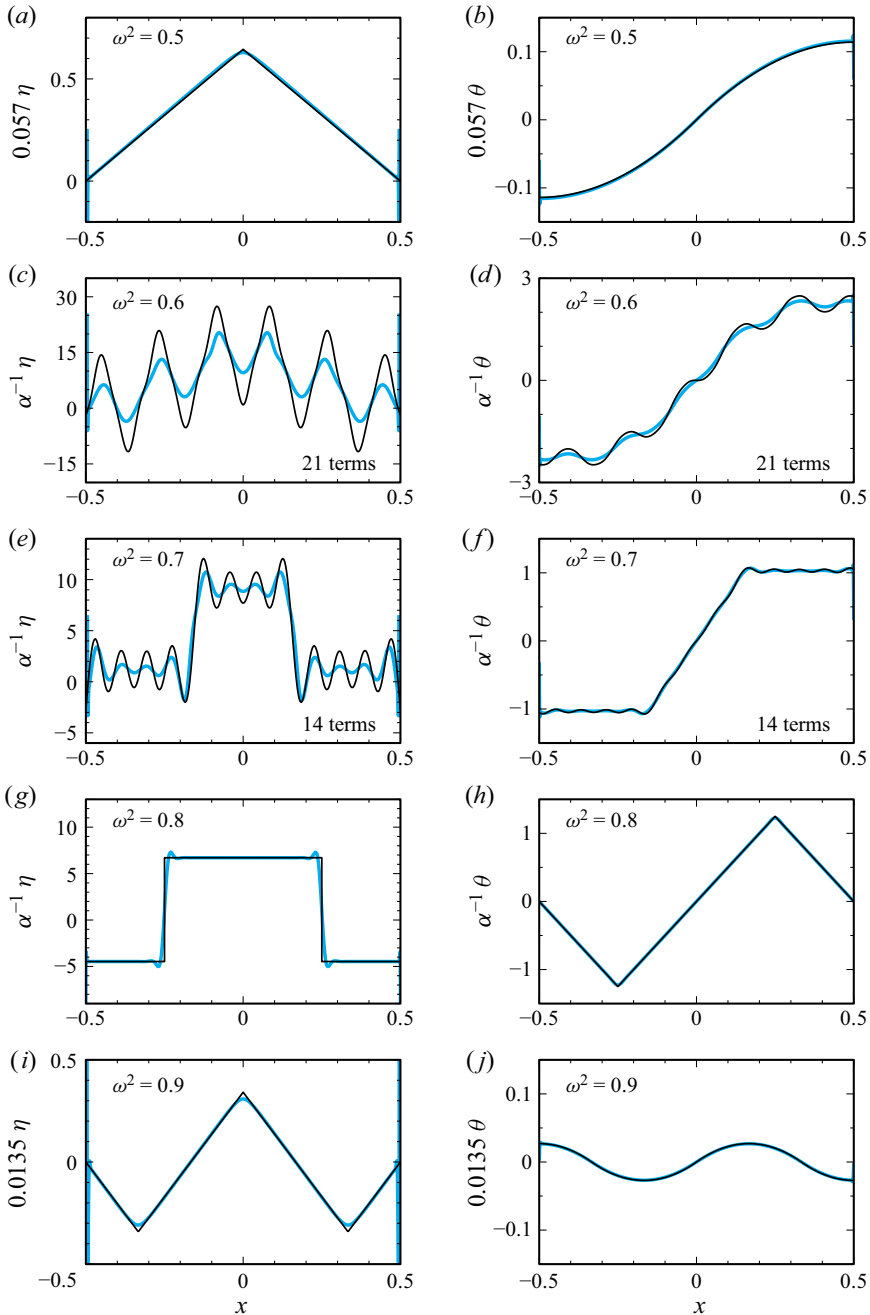 (a)
ω² = 0.5
0.5
0
0.057 η
−0.5
0
0.5
(b)
ω² = 0.5
0.1
0
−0.1
0.057 θ
−0.5
0
0.5
(c)
ω² = 0.6
30
15
0
−15
α⁻¹ η
21 terms
−0.5
0
0.5
(d)
ω² = 0.6
3
0
−3
α⁻¹ θ
21 terms
−0.5
0
0.5
(e)
ω² = 0.7
10
5
0
−5
α⁻¹ η
14 terms
−0.5
0
0.5
(f)
ω² = 0.7
1
0
−1
α⁻¹ θ
14 terms
−0.5
0
0.5
(g)
ω² = 0.8
10
5
0
−5
α⁻¹ η
−0.5
0
0.5
(h)
ω² = 0.8
1
0
−1
α⁻¹ θ
−0.5
0
0.5
(i)
ω² = 0.9
0.5
0
−0.5
0.0135 η
−0.5
0
0.5
x
(j)
ω² = 0.9
0.1
0
−0.1
0.0135 θ
−0.5
0
0.5
x